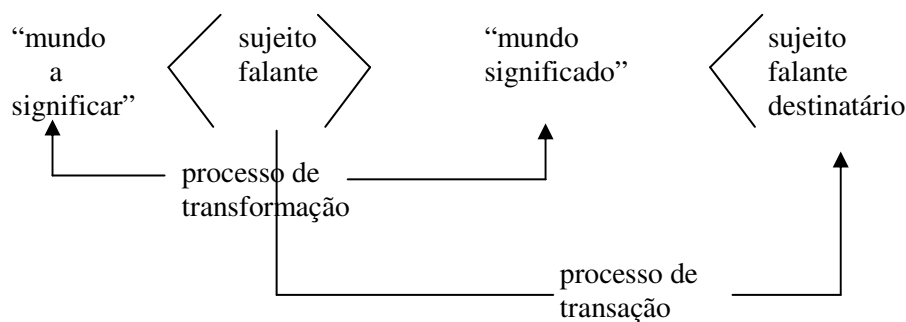 “mundo
a
significar”
sujeito
falante
“mundo
significado”
sujeito
falante
destinatário
processo de
transformação
processo de
transação